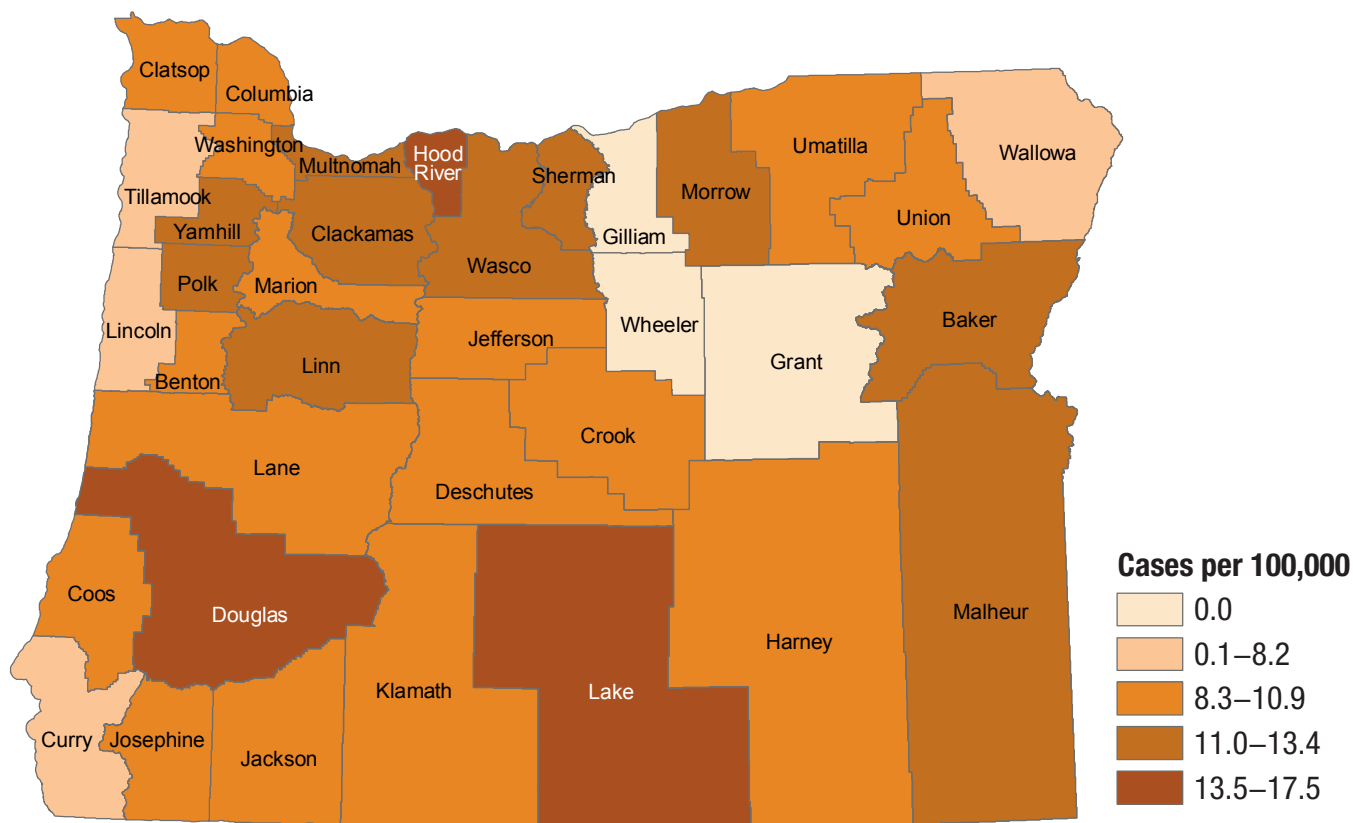 Clatsop
Columbia
Washington
Multnomah
Hood
River
Sherman
Umatilla
Wallowa
Tillamook
Morrow
Union
Yamhill
Clackamas
Gilliam
Wasco
Polk
Marion
Lincoln
Jefferson
Wheeler
Baker
Linn
Grant
Benton
Crook
Lane
Deschutes
Coos
Douglas
Malheur
Harney
Klamath
Lake
Curry
Josephine
Jackson
Cases per 100,000
0.0
0.1–8.2
8.3–10.9
11.0–13.4
13.5–17.5